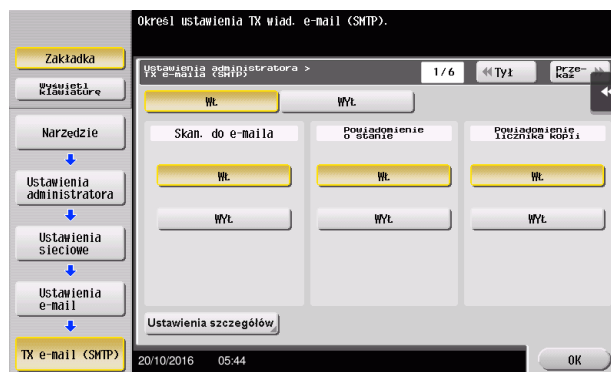 Określ ustawienia TX wiad. e-mail (SMTP).
Zakładka
Wyświetl
klawiaturę
Narzędzie
Ustawienia
administratora
Ustawienia
sieciowe
Ustawienia
e-mail
TX e-mail (SMTP)
Ustawienia administratora >
TX e-maila (SMTP)
1/6
Tył
Prze-
każ
WŁ.
WYŁ.
Skan. do e-maila
WŁ.
WYŁ.
Powiadomienie
o stanie
WŁ.
WYŁ.
Powiadomienie
licznika kopii
WŁ.
WYŁ.
Ustawienia szczegółów
20/10/2016 05:44
OK